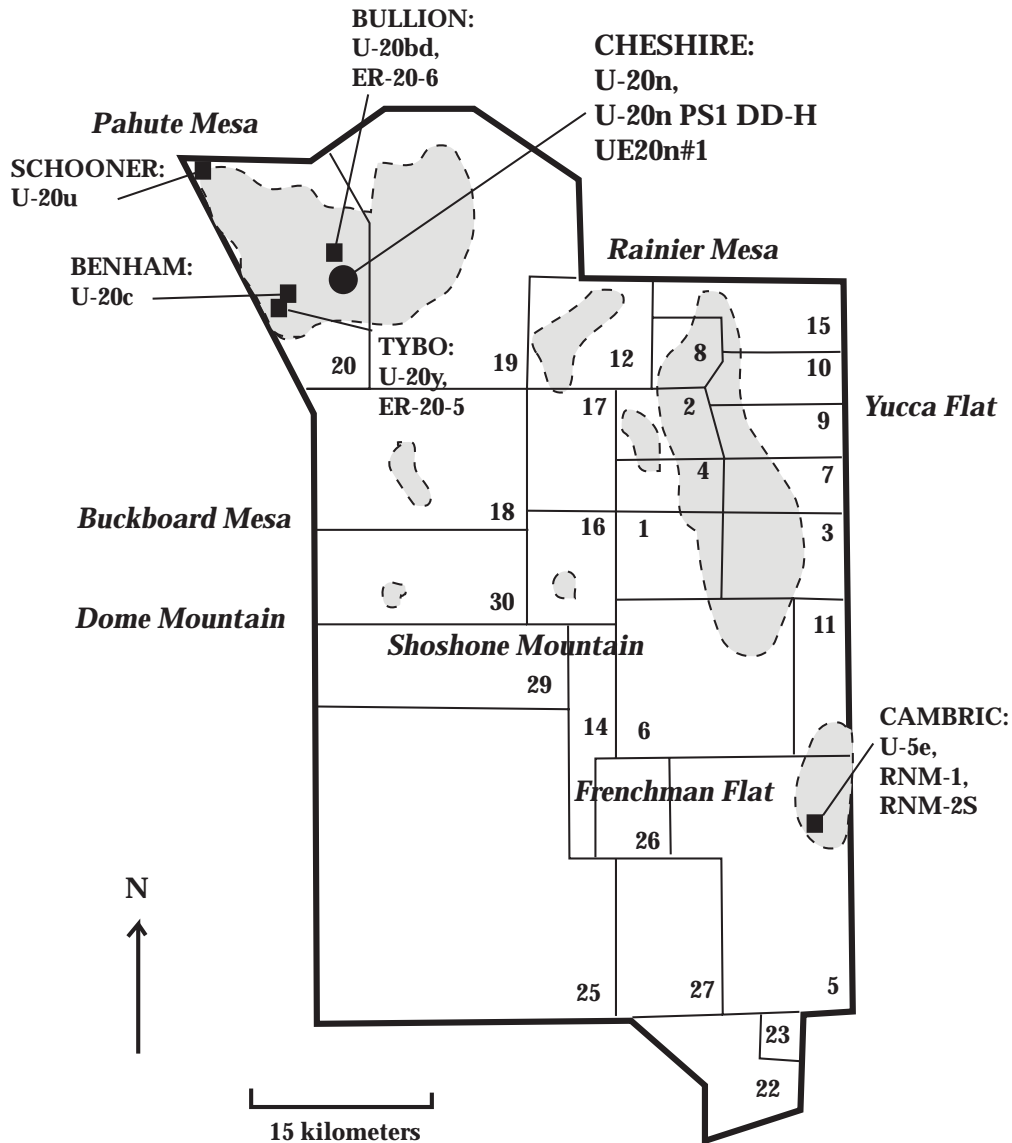 BULLION:
U-20bd,
ER-20-6
CHESHIRE:
U-20n,
U-20n PS1 DD-H
UE20n#1
Pahute Mesa
SCHOONER:
U-20u
BENHAM:
U-20c
Rainier Mesa
TYBO:
U-20y,
ER-20-5
20
19
12
8
15
10
17
2
9
Yucca Flat
4
7
Buckboard Mesa
18
16
1
3
Dome Mountain
30
11
Shoshone Mountain
29
14
6
CAMBRIC:
U-5e,
RNM-1,
RNM-2S
Frenchman Flat
26
N
25
27
5
23
22
15 kilometers